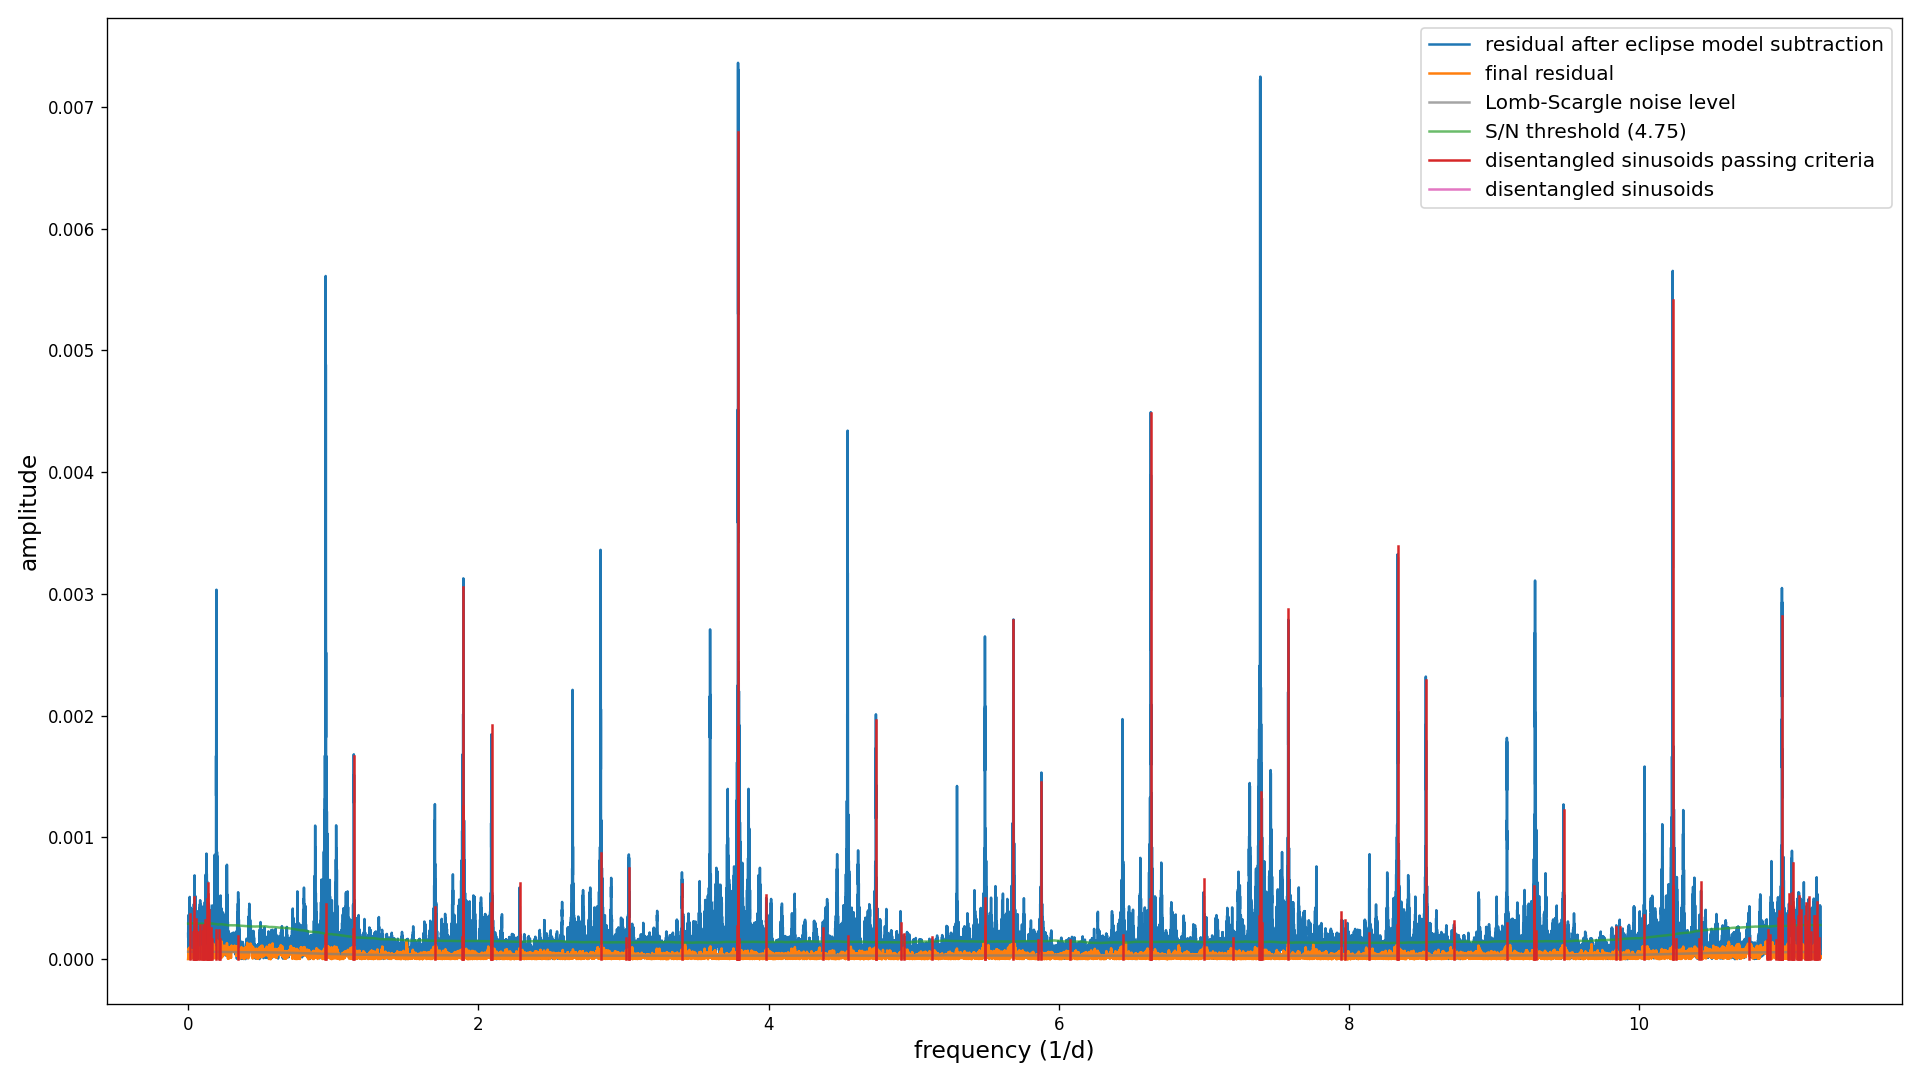 residual after eclipse model subtraction
final residual
Lomb-Scargle noise level
S/N threshold (4.75)
disentangled sinusoids passing criteria
disentangled sinusoids
0.007
0.006
0.005
0.004
0.003
0.002
0.001
0.000
amplitude
0 2 4 6 8 10
frequency (1/d)